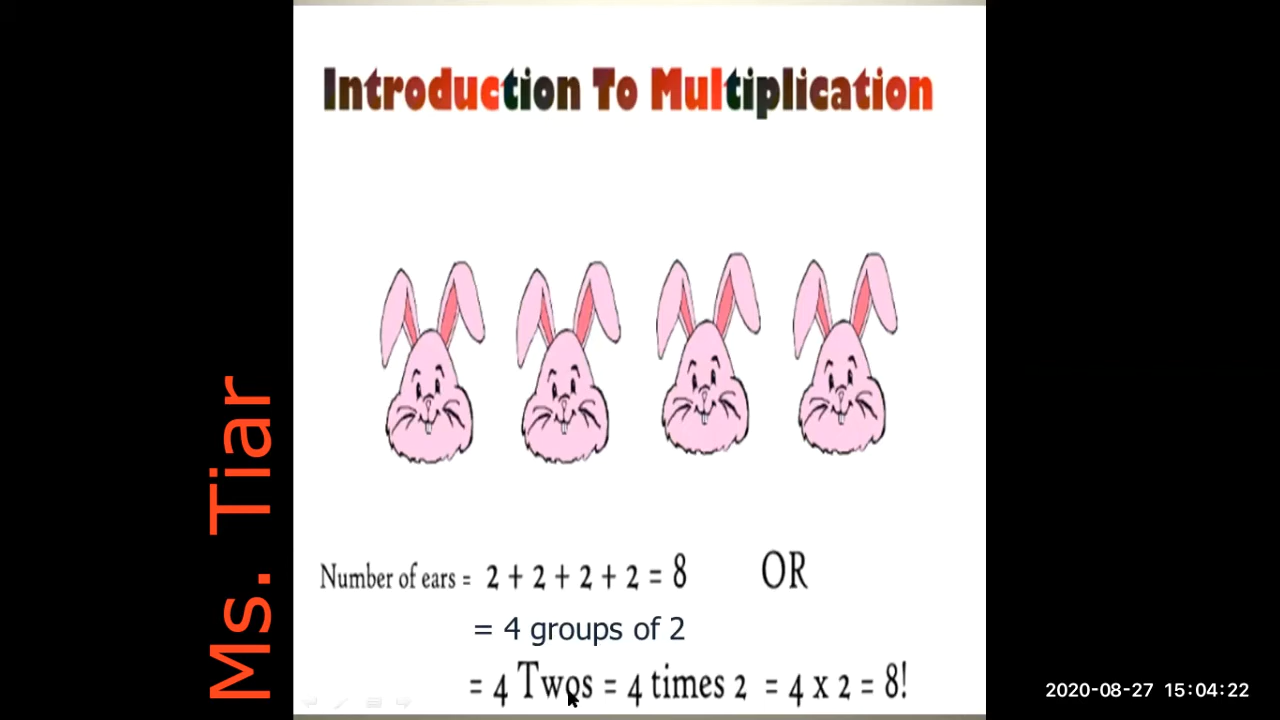 Introduction To Multiplication
Number of ears = 2 + 2 + 2 + 2 = 8 OR
= 4 groups of 2
= 4 Twos = 4 times 2 = 4 x 2 = 8!
Ms. Tiar
2020-08-27 15:04:22